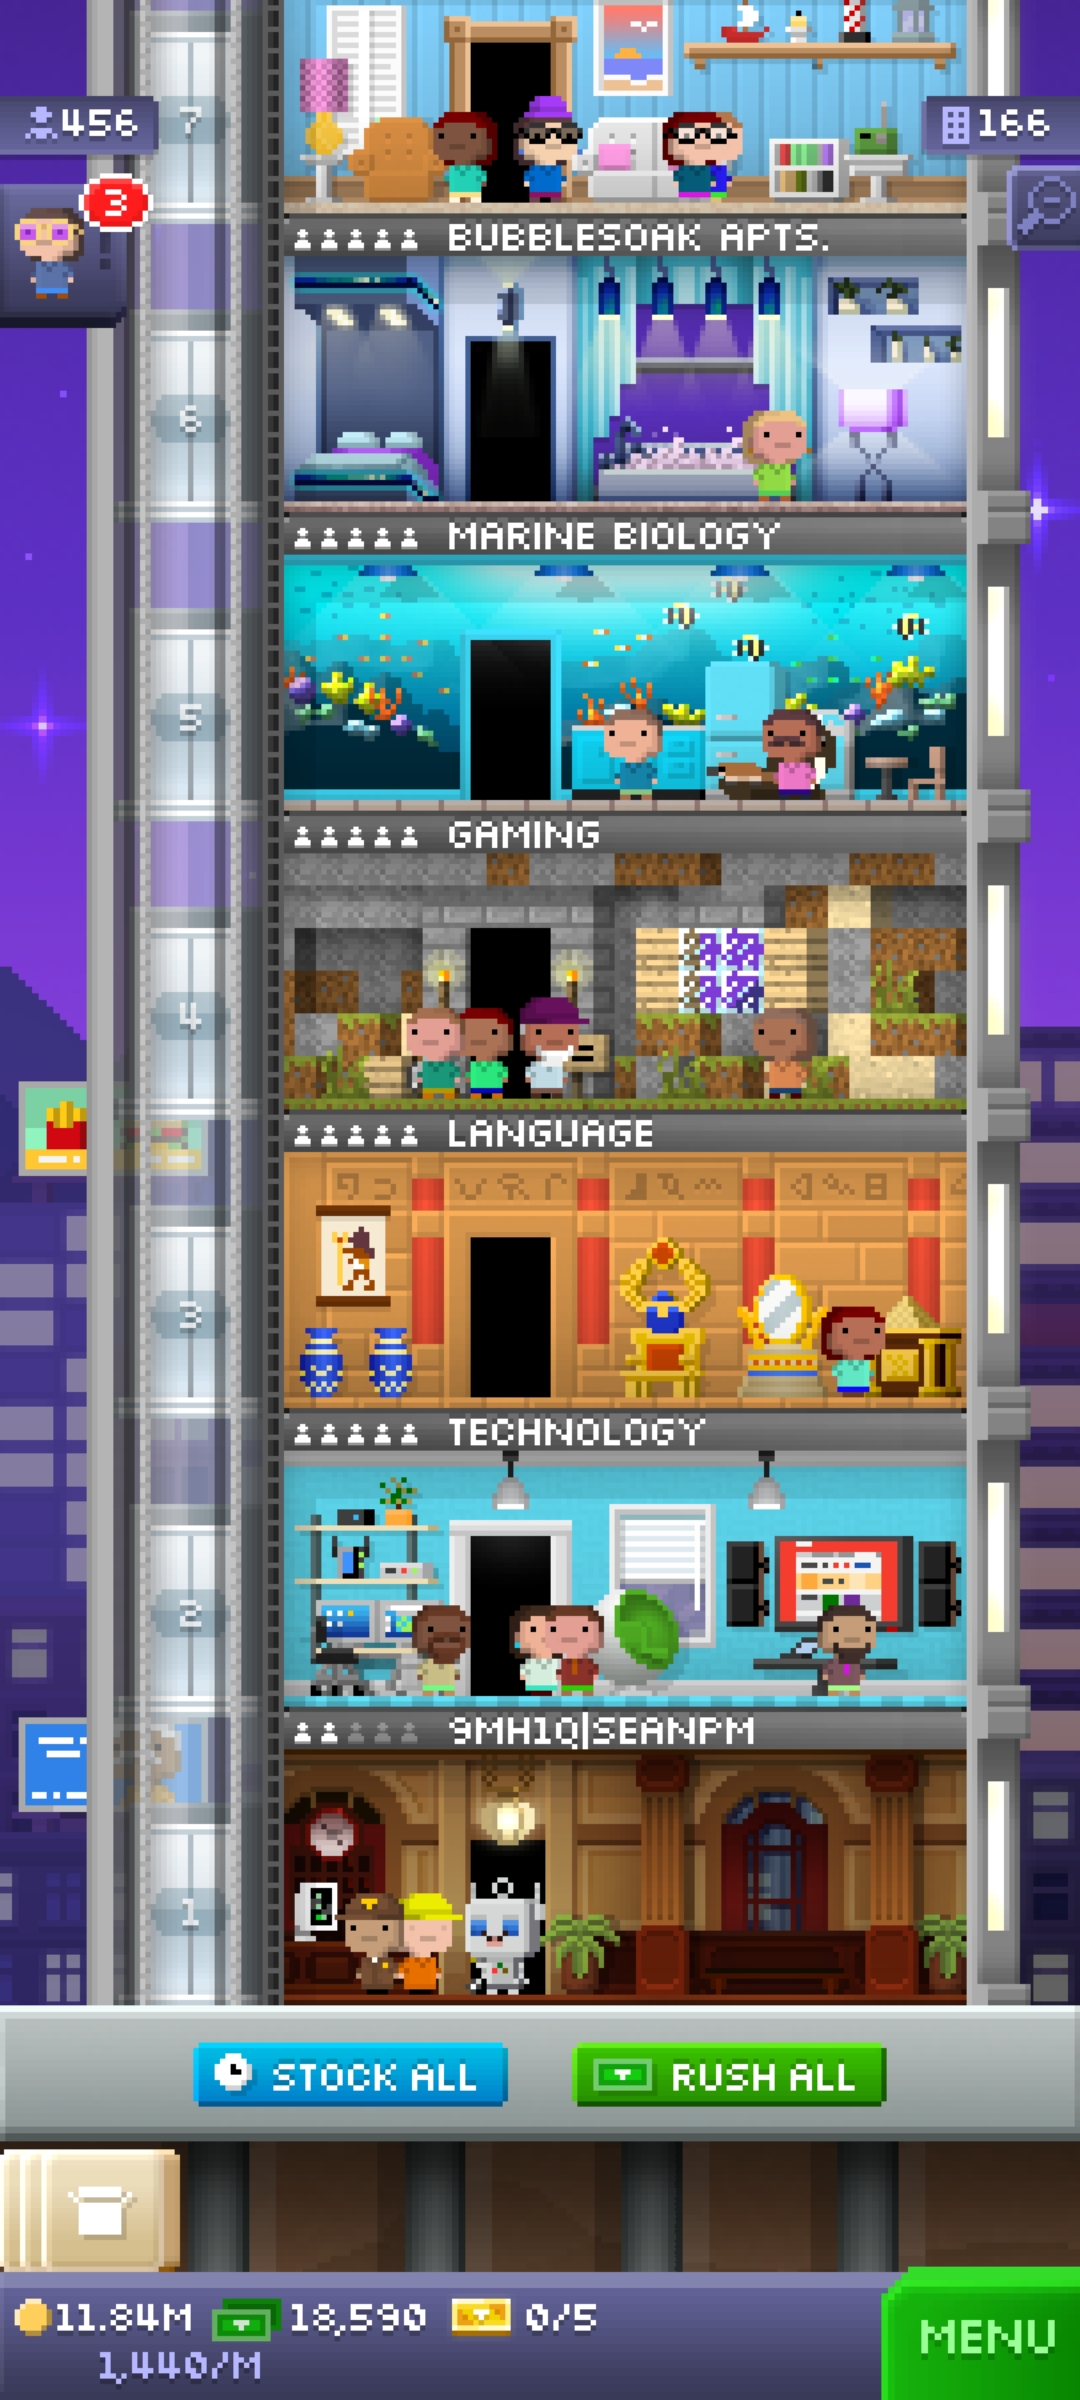 7
456
166
3
BUBBLESOAK APTS.
6
MARINE BIOLOGY
5
GAMING
4
LANGUAGE
3
TECHNOLOGY
2
9MH1Q|SEANPM
1
STOCK ALL
RUSH ALL
11.84M 18,590 0/5
1,440/M
MENU